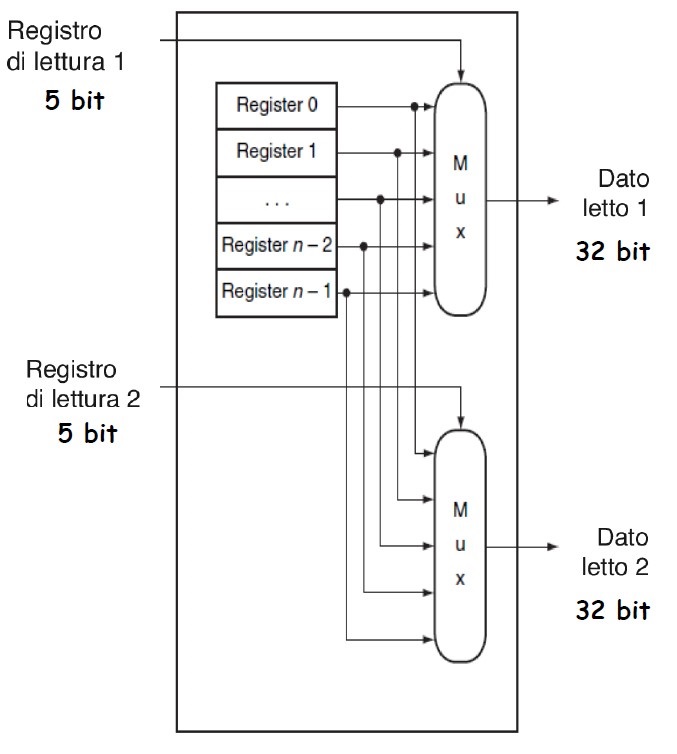 Registro
di lettura 1
5 bit
Register 0
Register 1
...
Register n – 2
Register n – 1
M
u
x
Dato
letto 1
32 bit
Registro
di lettura 2
5 bit
M
u
x
Dato
letto 2
32 bit